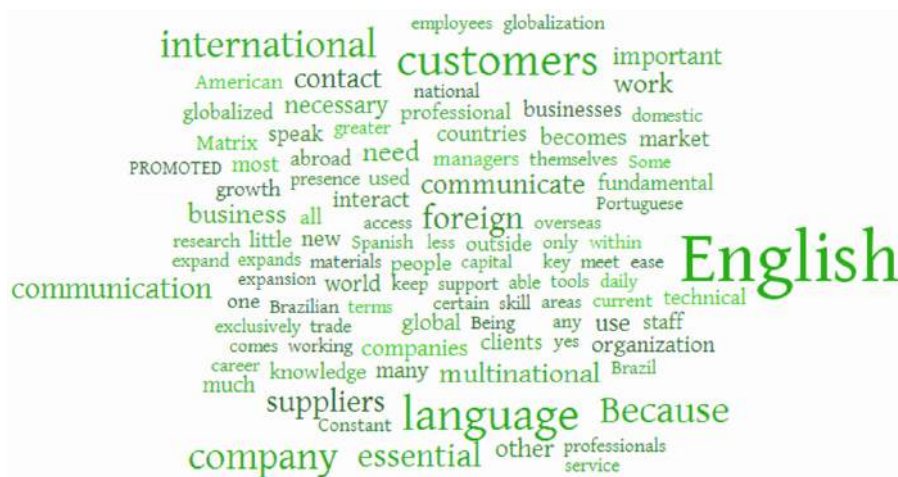 employees globalization
international customers important
American contact national work
globalized necessary professional businesses domestic
Matrix speak greater countries becomes market
PROMOTED most abroad need managers themselves Some
growth presence used communicate fundamental
interact Portuguese
business all access foreign overseas
research little new Spanish less outside only within
English
expand expands materials people capital key meet ease
communication expansion world keep support able tools daily
one Brazilian terms certain skill areas current technical
exclusively trade global Being any use staff
comes working companies clients yes organization
career knowledge many multinational Brazil
much
suppliers language Because
Constant
company essential other professionals
service